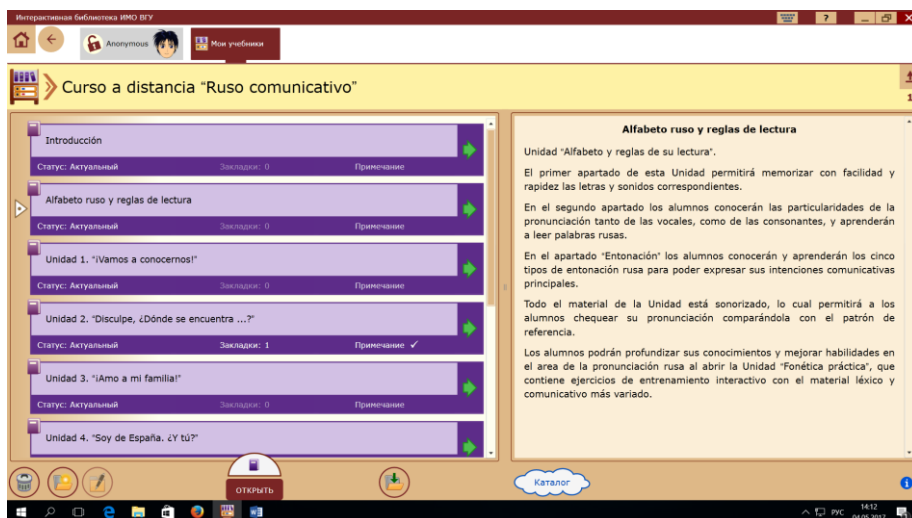 Интерактивная библиотека ИМО ВГУ
?
Anonymous
Мои учебники
Curso a distancia “Ruso comunicativo”
1
Introducción
Статус: Актуальный Закладки: 0 Примечание
Alfabeto ruso y reglas de lectura
Статус: Актуальный Закладки: 0 Примечание
Unidad 1. “¡Vamos a conocernos!”
Статус: Актуальный Закладки: 0 Примечание
Unidad 2. “Disculpe, ¿Dónde se encuentra ...?”
Статус: Актуальный Закладки: 1 Примечание ✓
Unidad 3. “¡Amo a mi familia!”
Статус: Актуальный Закладки: 0 Примечание
Unidad 4. “Soy de España. ¿Y tú?”
Alfabeto ruso y reglas de lectura
Unidad “Alfabeto y reglas de su lectura”.
El primer apartado de esta Unidad permitirá memorizar con facilidad y
rapidez las letras y sonidos correspondientes.
En el segundo apartado los alumnos conocerán las particularidades de la
pronunciación tanto de las vocales, como de las consonantes, y aprenderán
a leer palabras rusas.
En el apartado “Entonación” los alumnos conocerán y aprenderán los cinco
tipos de entonación rusa para poder expresar sus intenciones comunicativas
principales.
Todo el material de la Unidad está sonorizado, lo cual permitirá a los
alumnos chequear su pronunciación comparándola con el patrón de
referencia.
Los alumnos podrán profundizar sus conocimientos y mejorar habilidades en
el area de la pronunciación rusa al abrir la Unidad “Fonética práctica”, que
contiene ejercicios de entrenamiento interactivo con el material léxico y
comunicativo más variado.
ОТКРЫТЬ
Каталог
РУС
14:12
04.05.2017